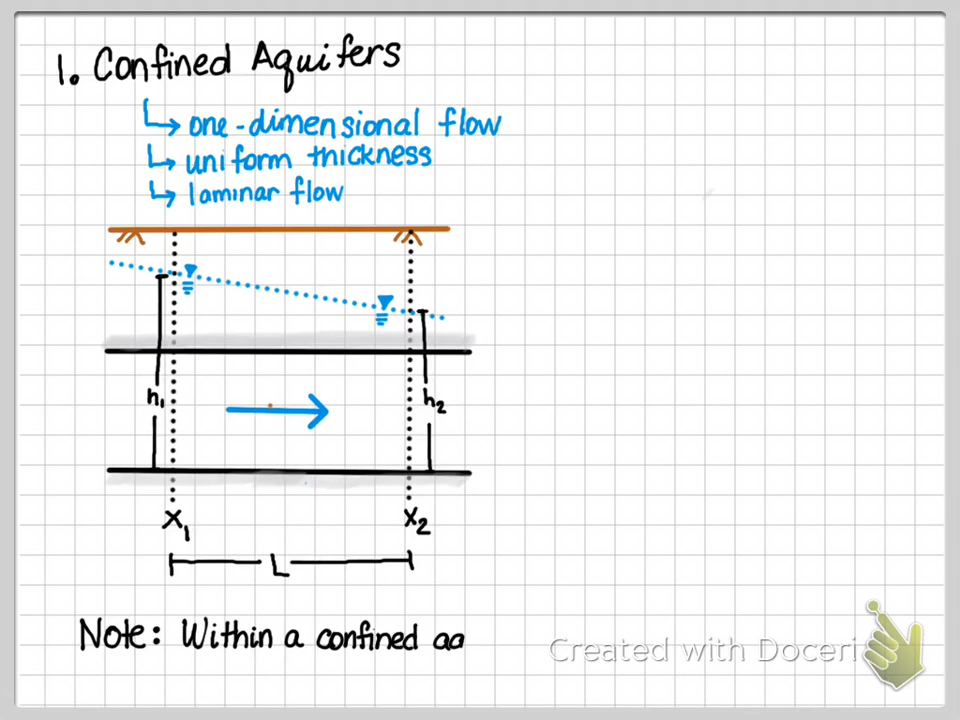 1. Confined Aquifers
↳ one-dimensional flow
↳ uniform thickness
↳ laminar flow
h₁
h₂
x₁
x₂
L
Note: Within a confined aq
Created with Doceri